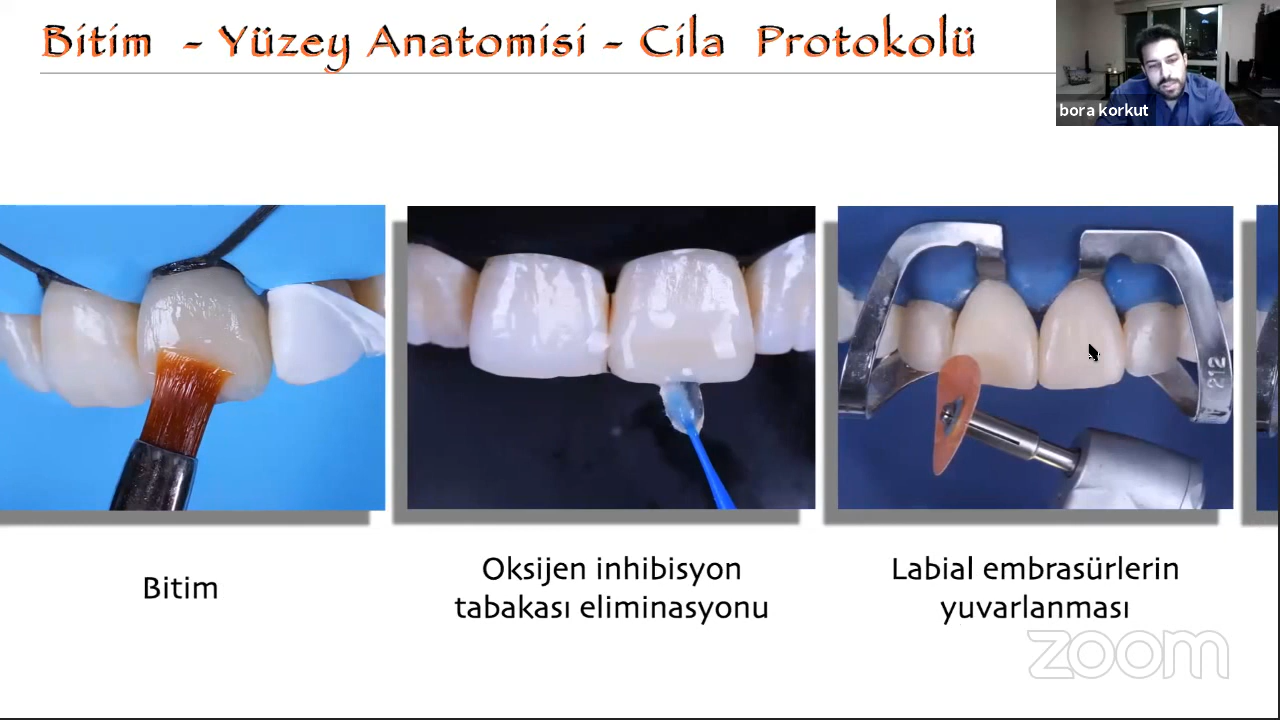 Bitim - Yüzey Anatomisi - Cila Protokolü
bora korkut
212
Bitim
Oksijen inhibisyon
tabakası eliminasyonu
Labial embrasürlerin
yuvarlanması
zoom